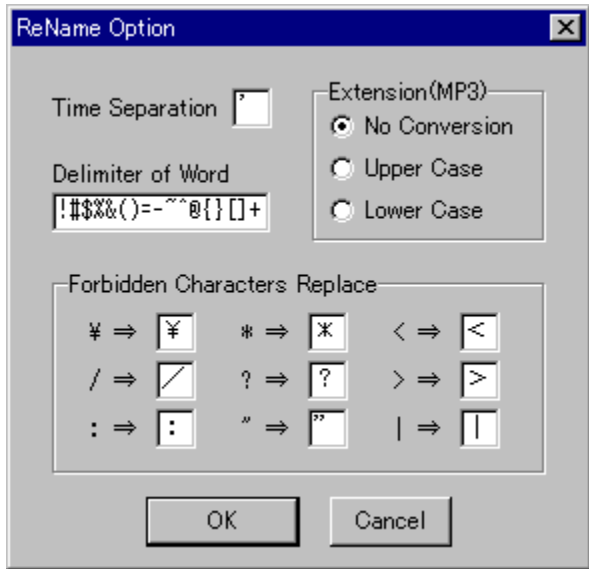 ReName Option
Time Separation ’
Extension(MP3)
No Conversion
Upper Case
Lower Case
Delimiter of Word
!#$%&()=-~^@{}[]+
Forbidden Characters Replace
¥ ⇒ ¥ * ⇒ * < ⇒ <
/ ⇒ / ? ⇒ ? > ⇒ >
: ⇒ : " ⇒ ” | ⇒ |
OK Cancel